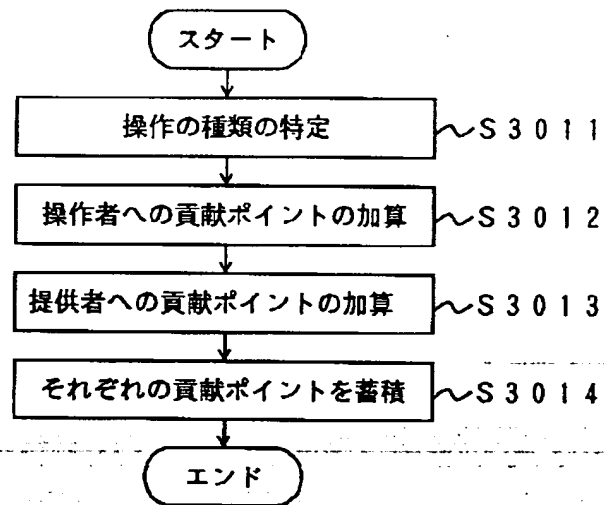 スタート
操作の種類の特定
S3011
操作者への貢献ポイントの加算
S3012
提供者への貢献ポイントの加算
S3013
それぞれの貢献ポイントを蓄積
S3014
エンド